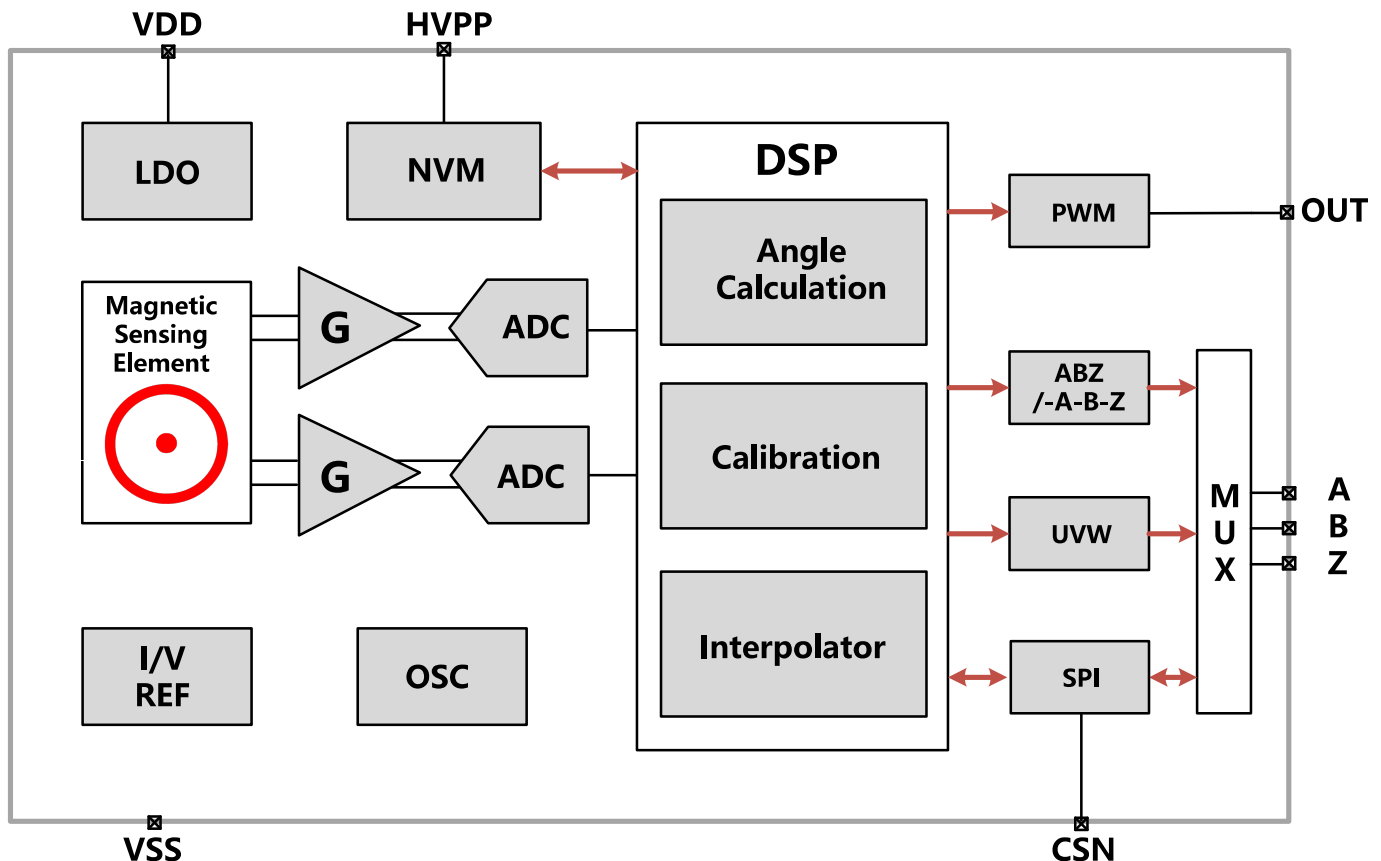 VDD
HVPP
LDO
NVM
DSP
PWM
OUT
Angle
Calculation
Magnetic
Sensing
Element
G
ADC
ABZ
/-A-B-Z
G
ADC
Calibration
UVW
M
U
X
A
B
Z
I/V
REF
OSC
Interpolator
SPI
VSS
CSN